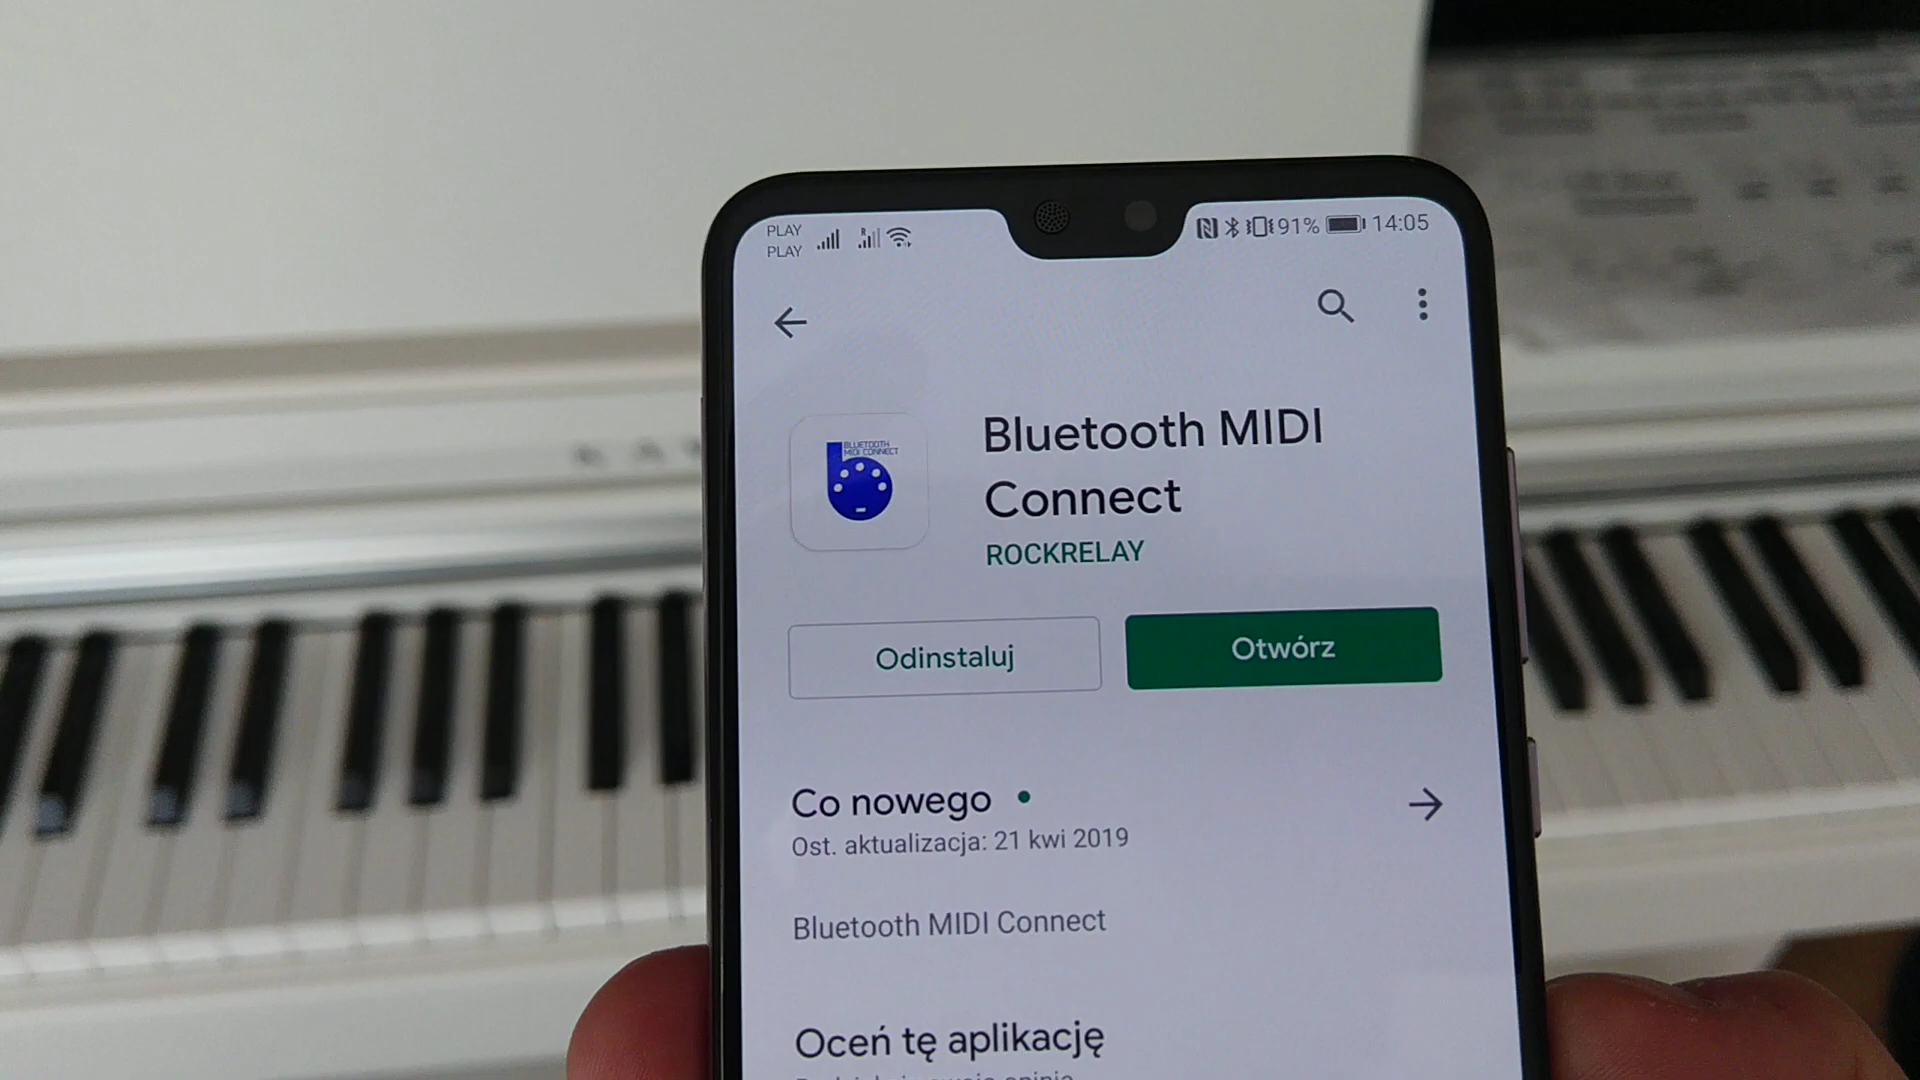 PLAY
PLAY
R
91%
14:05
BLUETOOTH
MIDI CONNECT
Bluetooth MIDI
Connect
ROCKRELAY
Odinstaluj
Otwórz
Co nowego
Ost. aktualizacja: 21 kwi 2019
Bluetooth MIDI Connect
Oceń tę aplikację